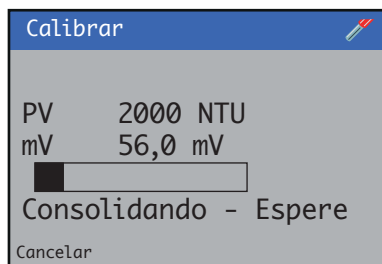 Calibrar
PV 2000 NTU
mV 56,0 mV
Consolidando - Espere
Cancelar